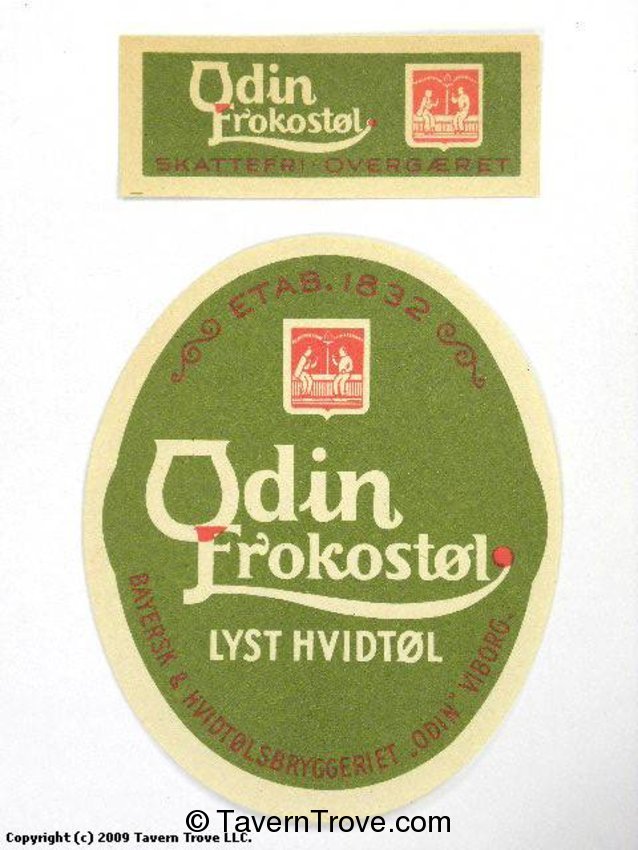 Odin
Frokostøl
SKATTEFRI · OVERGÆRET
ETAB. 1832
Odin
Frokostøl
LYST HVIDTØL
BAYERSK & HVIDTØLSBRYGGERIET „ODIN” VIBORG.
© TavernTrove.com
Copyright (c) 2009 Tavern Trove LLC.